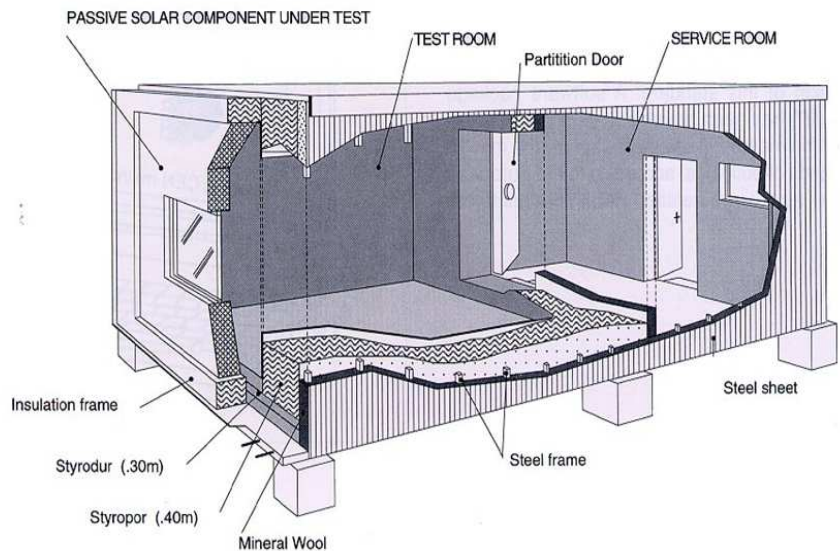 PASSIVE SOLAR COMPONENT UNDER TEST
TEST ROOM
SERVICE ROOM
Partitition Door
Insulation frame
Steel sheet
Styrodur (.30m)
Steel frame
Styropor (.40m)
Mineral Wool